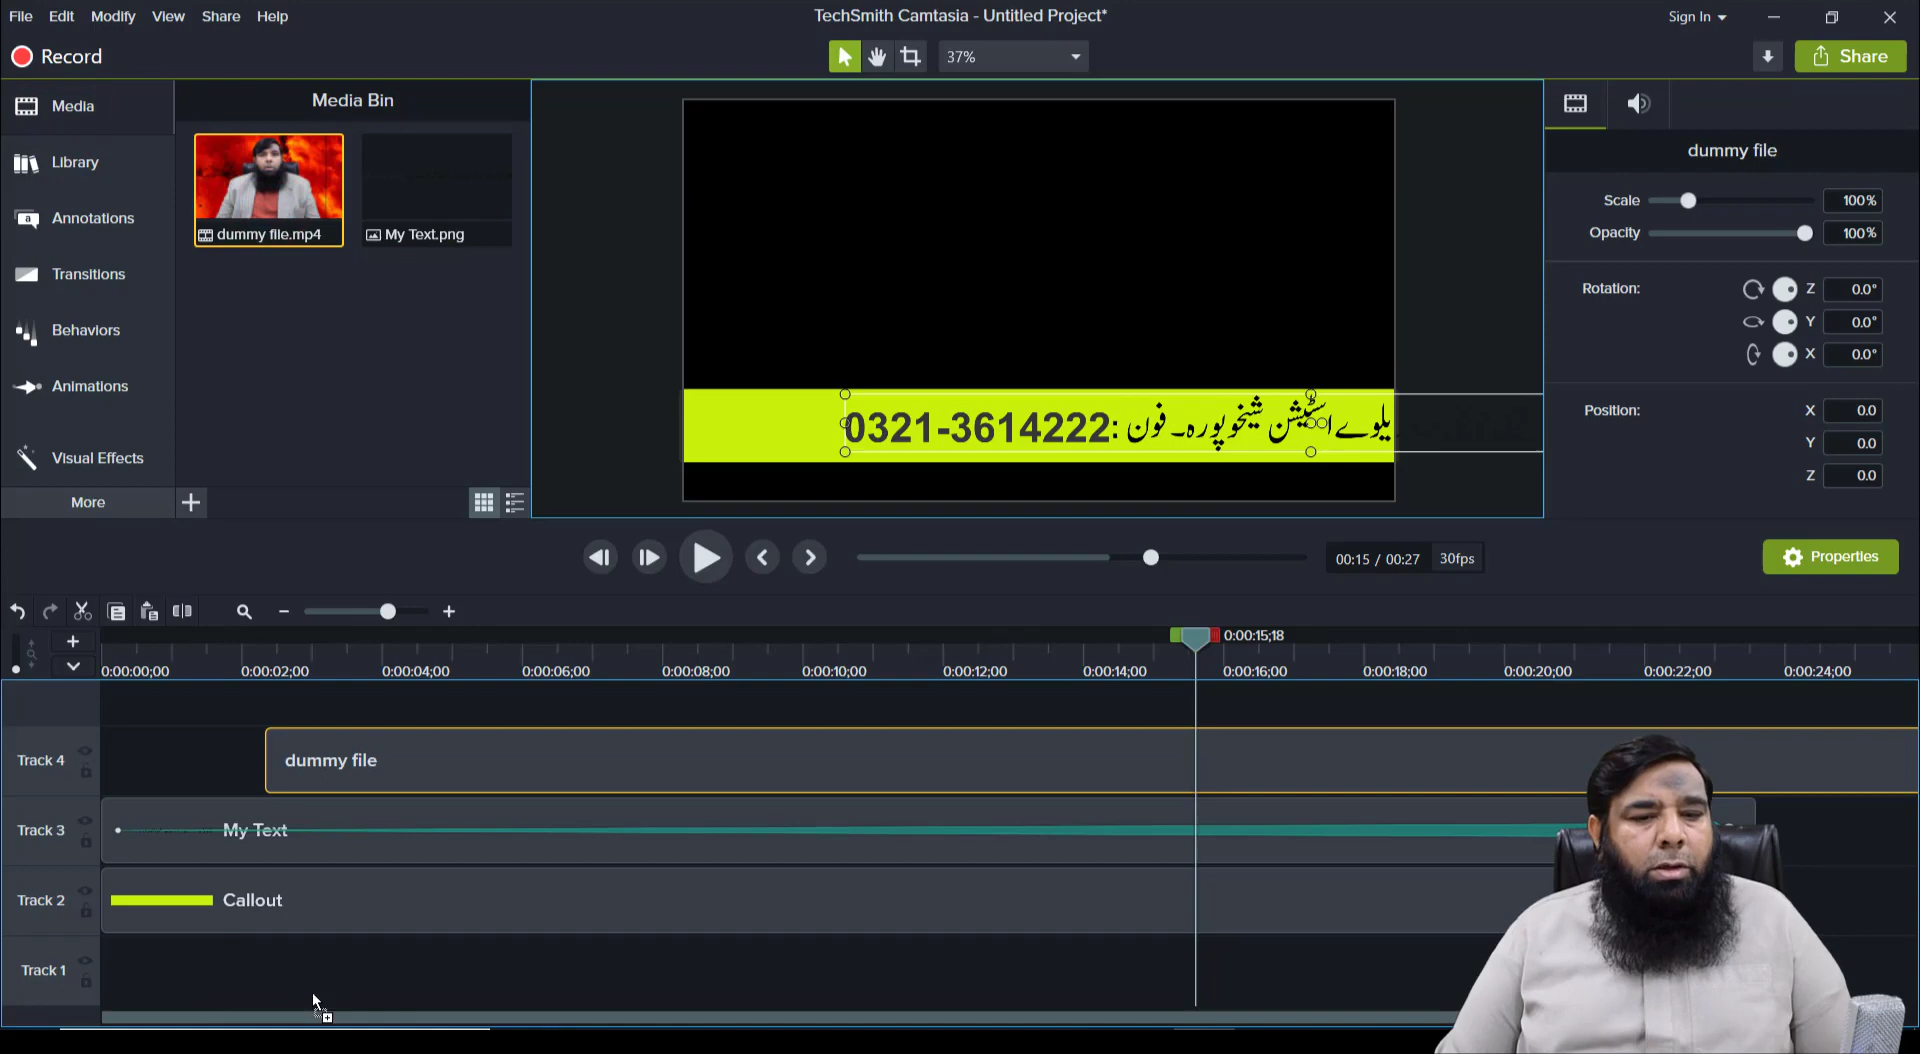 File Edit Modify View Share Help
TechSmith Camtasia - Untitled Project*
Sign In
Record
37%
Share
Media
Media Bin
dummy file
Library
Scale 100%
a
Annotations
dummy file.mp4
My Text.png
Opacity 100%
Transitions
Rotation: Z 0.0°
Behaviors
Y 0.0°
X 0.0°
Animations
Position: X 0.0
یلوے اسٹیشن شیخوپورہ۔ فون :0321-3614222
Y 0.0
Visual Effects
Z 0.0
More
00:15 / 00:27 30fps
Properties
0:00:15;18
0:00:00;00 0:00:02;00 0:00:04;00 0:00:06;00 0:00:08;00 0:00:10;00 0:00:12;00 0:00:14;00 0:00:16;00 0:00:18;00 0:00:20;00 0:00:22;00 0:00:24;00
Track 4 dummy file
Track 3 My Text
Track 2 Callout
Track 1